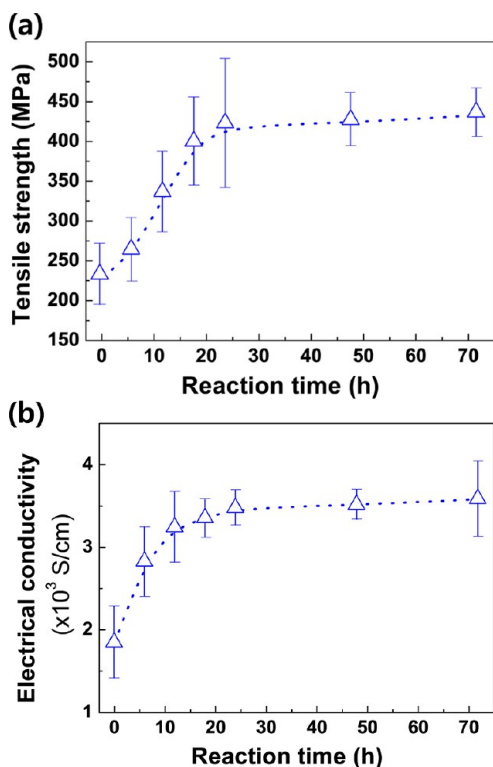 (a)
Tensile strength (MPa)
500
450
400
350
300
250
200
150
0 10 20 30 40 50 60 70
Reaction time (h)
(b)
Electrical conductivity
(x10³ S/cm)
4
3
2
1
0 10 20 30 40 50 60 70
Reaction time (h)